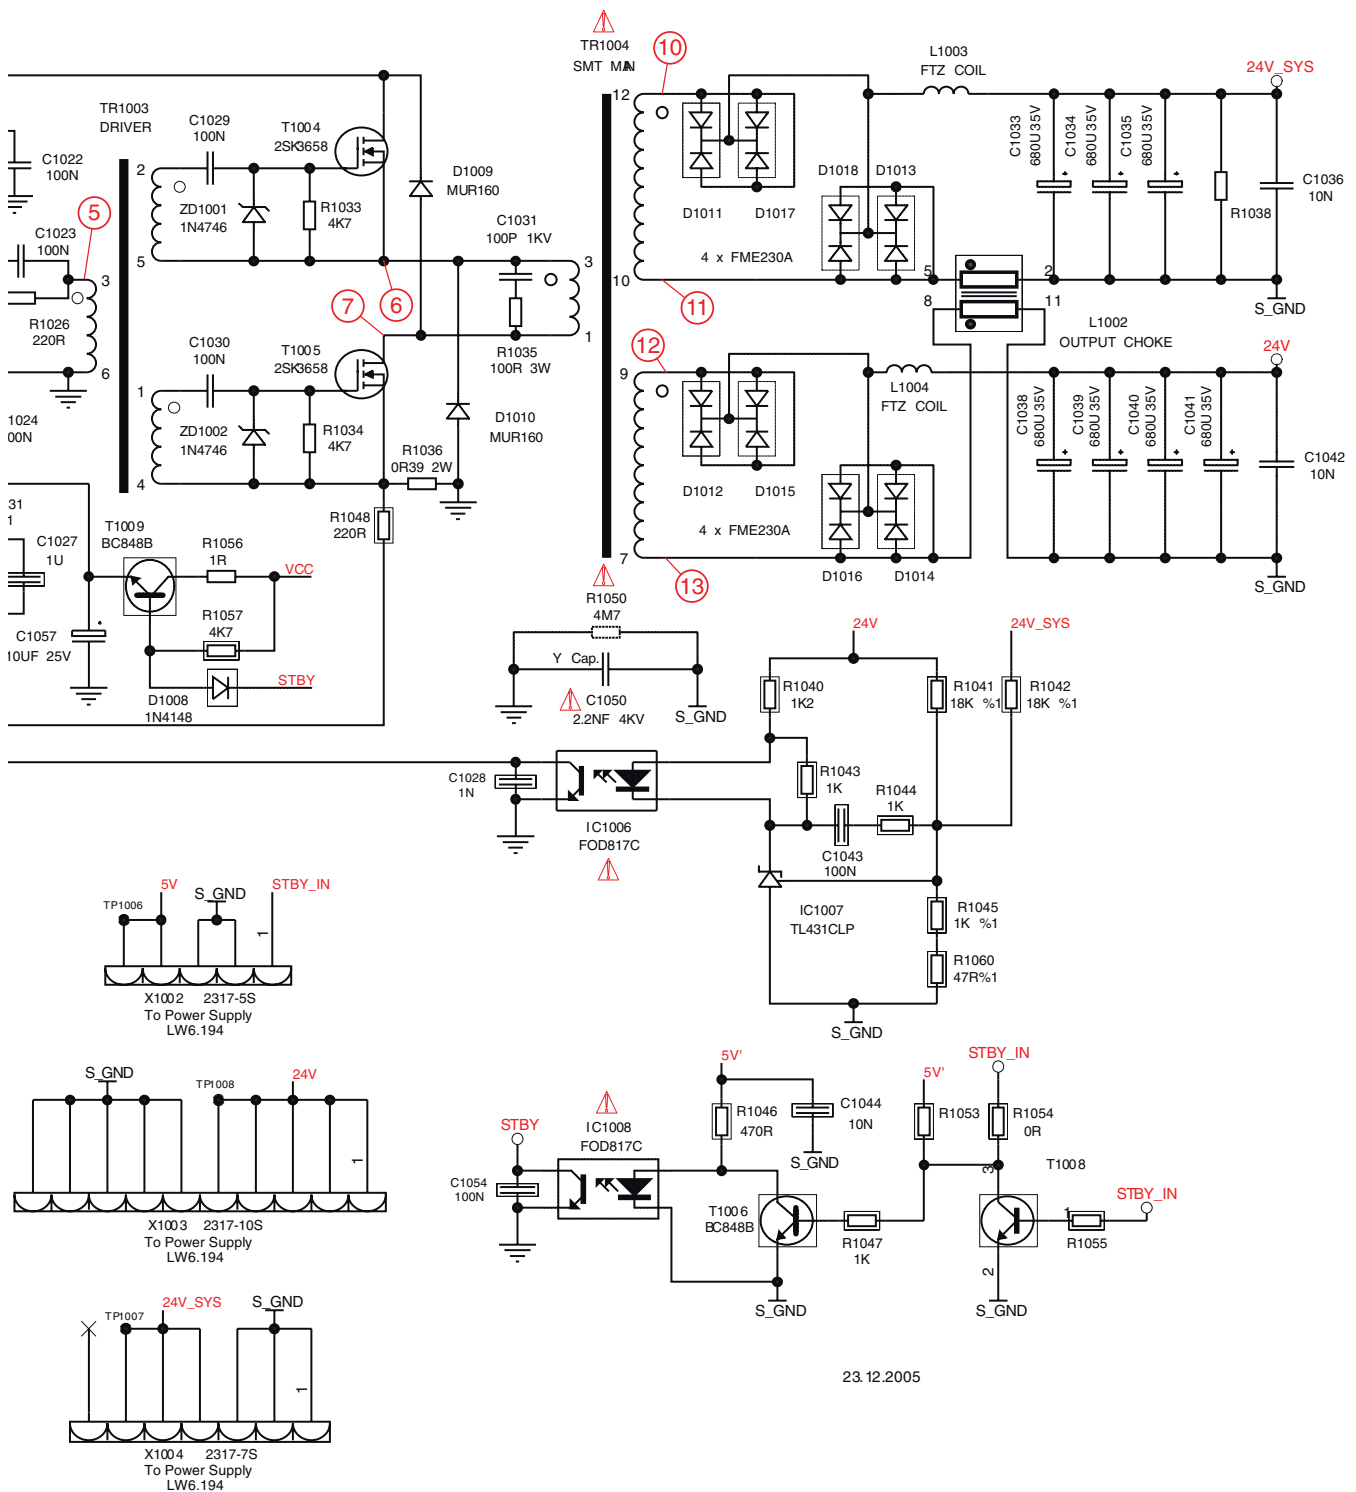 TR1004
SMT MAIN
10
L1003
FTZ COIL
24V_SYS
TR1003
DRIVER
C1029
100N
T1004
2SK3658
12
C1033
680U 35V
C1034
680U 35V
C1035
680U 35V
C1022
100N
2
D1009
MUR160
D1018
D1013
C1036
10N
ZD1001
1N4746
R1033
4K7
5
C1031
100P 1KV
D1011
D1017
R1038
C1023
100N
4 x FME230A
5
3
3
10
5
2
7
6
11
8
11
S_GND
R1026
220R
6
C1030
100N
T1005
2SK3658
R1035
100R 3W
1
12
L1002
OUTPUT CHOKE
24V
9
L1004
FTZ COIL
C1038
680U 35V
C1039
680U 35V
C1040
680U 35V
C1041
680U 35V
1
1024
00N
ZD1002
1N4746
R1034
4K7
D1010
MUR160
R1036
0R39 2W
C1042
10N
4
D1012
D1015
31
1
R1048
220R
T1009
BC848B
R1056
1R
C1027
1U
4 x FME230A
7
VCC
13
D1016
D1014
S_GND
R1050
4M7
R1057
4K7
C1057
10UF 25V
24V
24V_SYS
Y Cap.
STBY
D1008
1N4148
C1050
2.2NF 4KV
S_GND
R1040
1K2
R1041
18K %1
R1042
18K %1
C1028
1N
R1043
1K
R1044
1K
IC1006
FOD817C
C1043
100N
5V
S_GND
STBY_IN
TP1006
1
IC1007
TL431CLP
R1045
1K %1
R1060
47R%1
X1002 2317-5S
To Power Supply
LW6.194
S_GND
S_GND
24V
TP1008
1
5V'
5V'
STBY_IN
STBY
IC1008
FOD817C
R1046
470R
C1044
10N
R1053
R1054
0R
S_GND
3
T1008
C1054
100N
STBY_IN
T1006
BC848B
1
R1047
1K
R1055
X1003 2317-10S
To Power Supply
LW6.194
2
S_GND
S_GND
24V_SYS
S_GND
TP1007
1
23.12.2005
X1004 2317-7S
To Power Supply
LW6.194